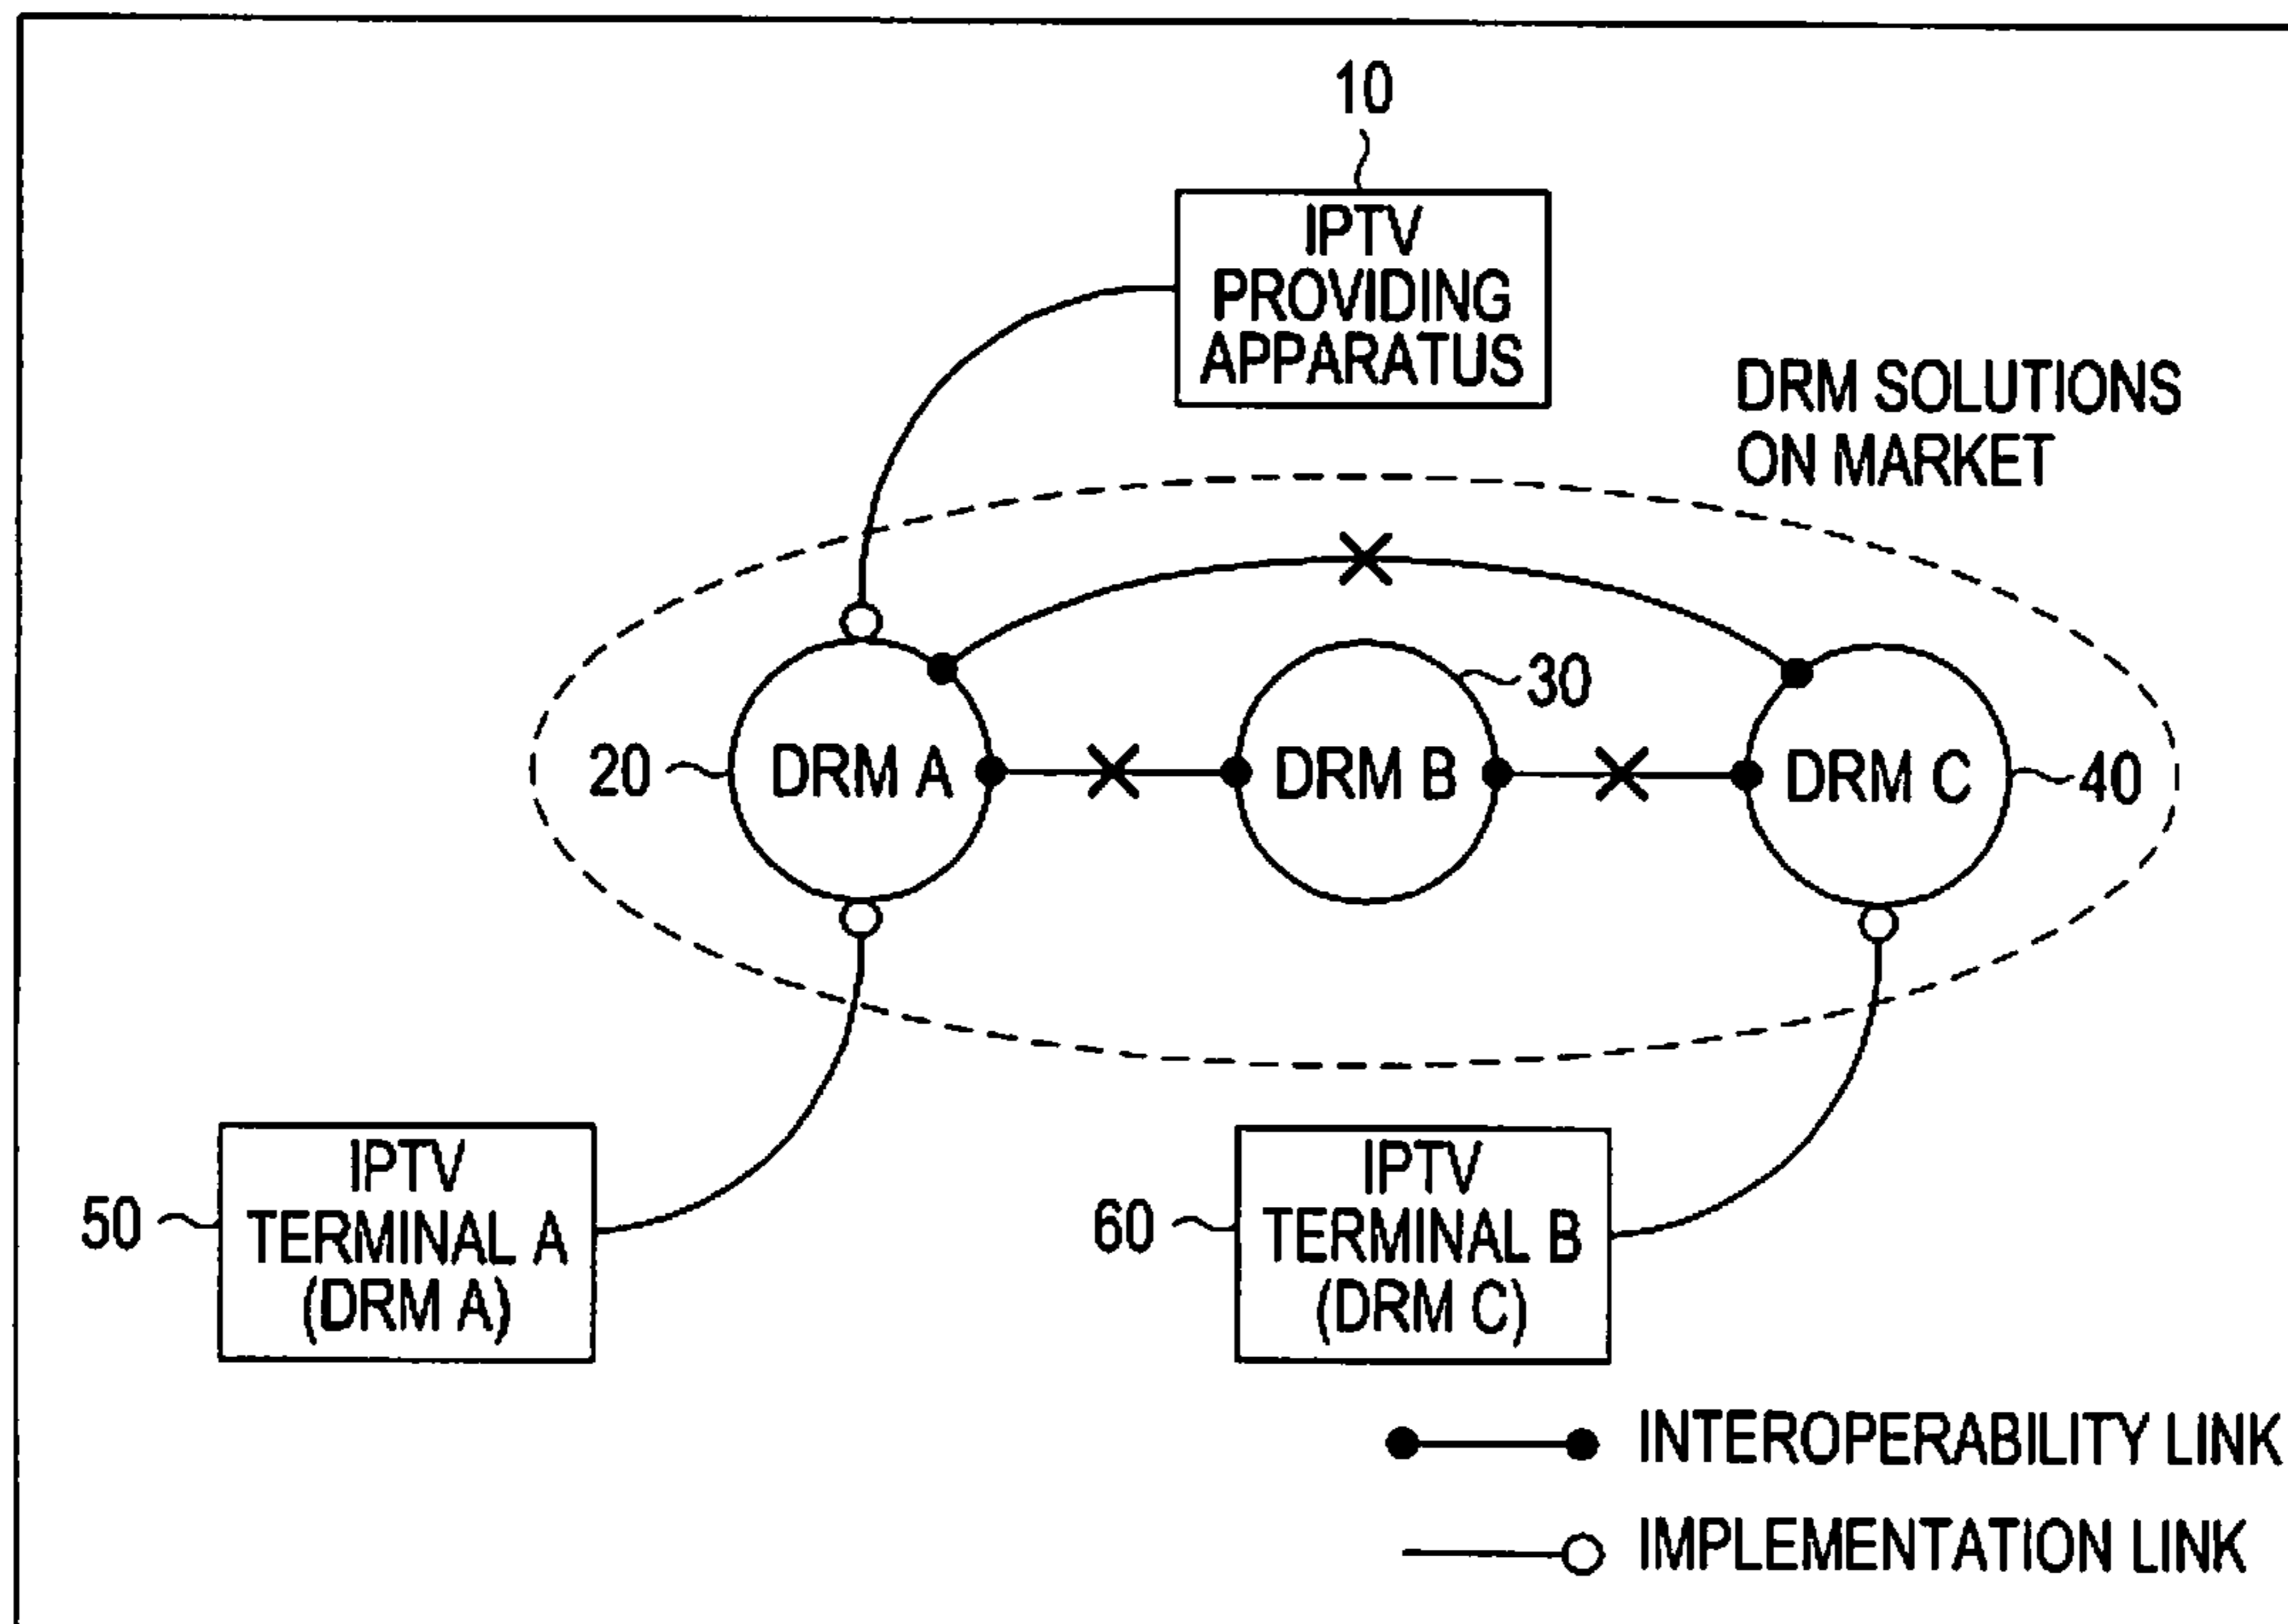 10
IPTV
PROVIDING
APPARATUS
DRM SOLUTIONS
ON MARKET
30
20
DRM A
DRM B
DRM C
40
50
IPTV
TERMINAL A
(DRM A)
60
IPTV
TERMINAL B
(DRM C)
INTEROPERABILITY LINK
IMPLEMENTATION LINK